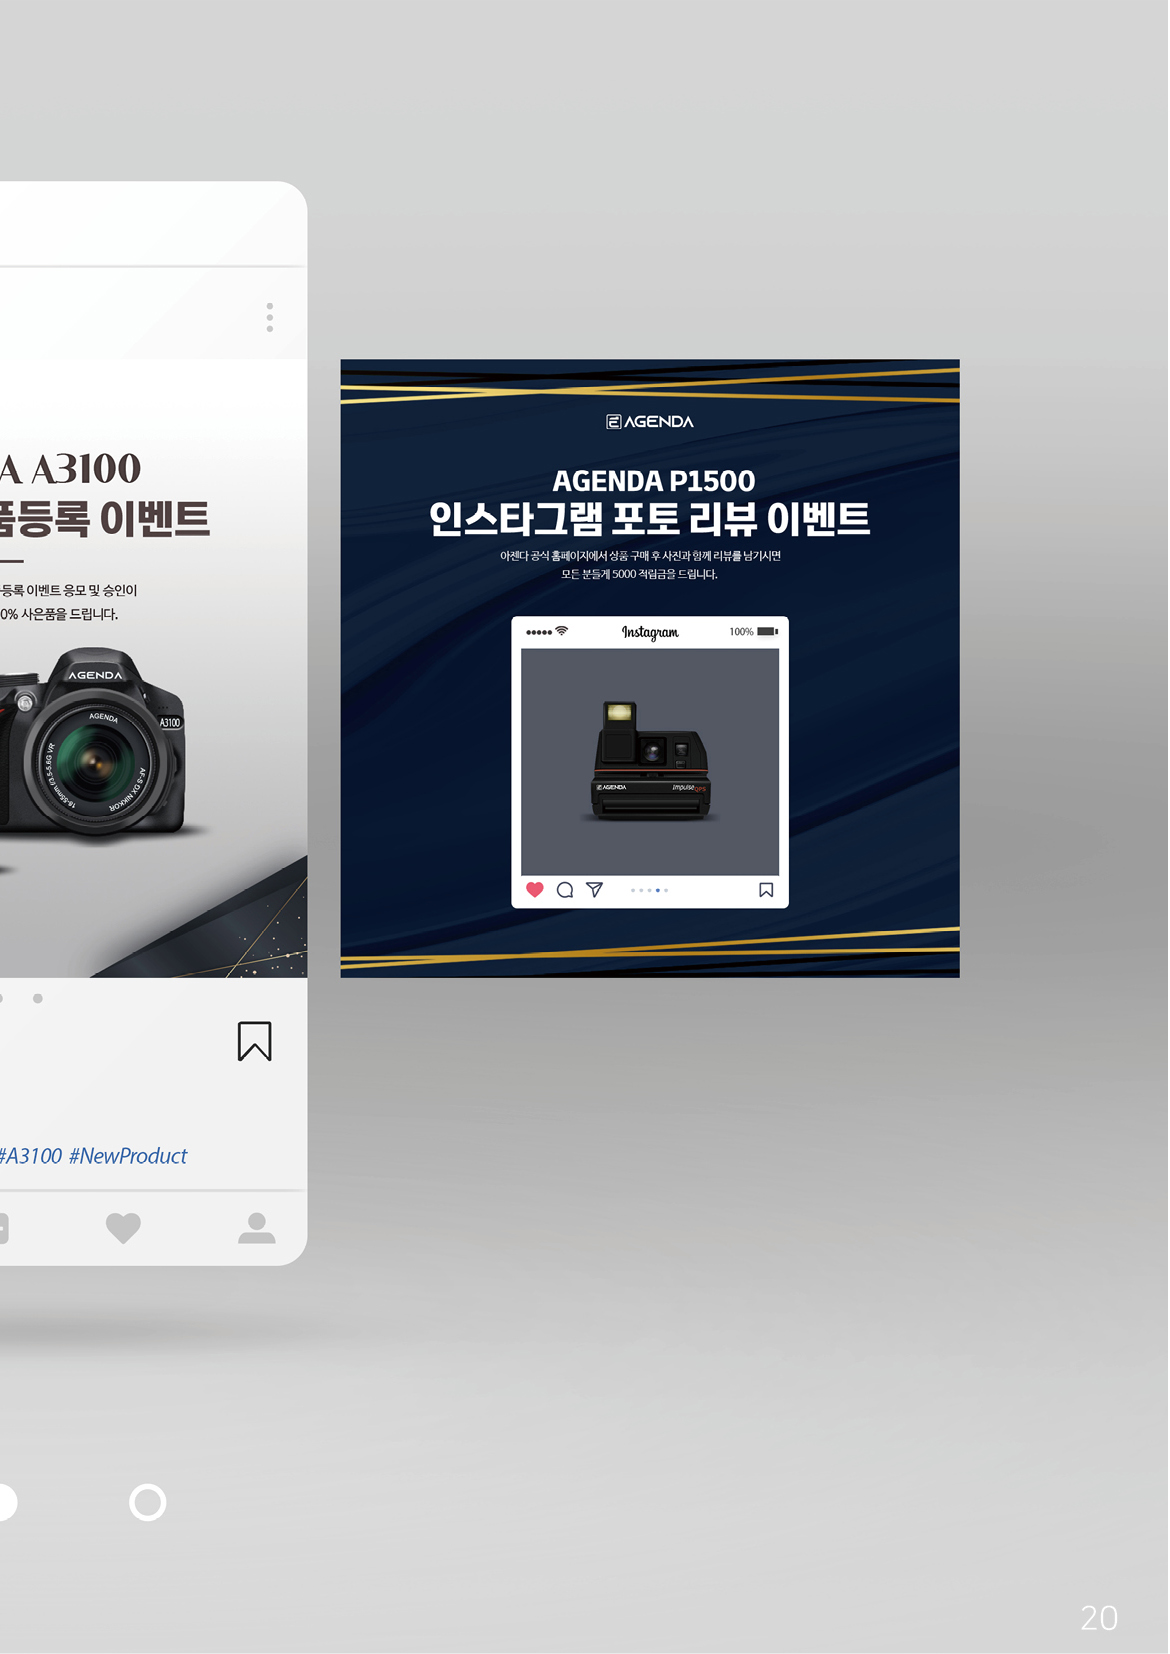 A A3100
품등록 이벤트
등록 이벤트 응모 및 승인이
0% 사은품을 드립니다.
AGENDA
A3100
AGENDA
18-55mm f/3.5-5.6G VR
AF-S DX NIKKOR
#A3100 #NewProduct
AGENDA
AGENDA P1500
인스타그램 포토 리뷰 이벤트
아젠다 공식 홈페이지에서 상품 구매 후 사진과 함께 리뷰를 남기시면
모든 분들게 5000 적립금을 드립니다.
Instagram 100%
AGENDA Impulse QPS
20